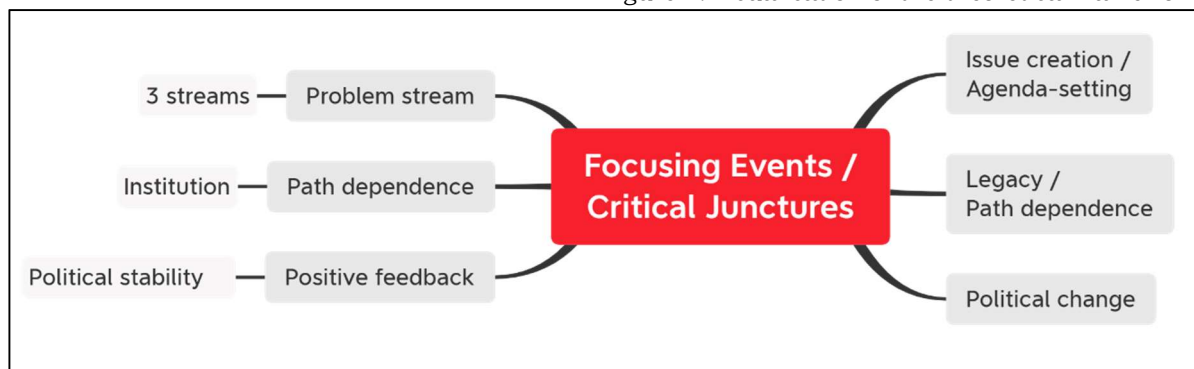 3 streams
Problem stream
Institution
Path dependence
Political stability
Positive feedback
Focusing Events /
Critical Junctures
Issue creation /
Agenda-setting
Legacy /
Path dependence
Political change